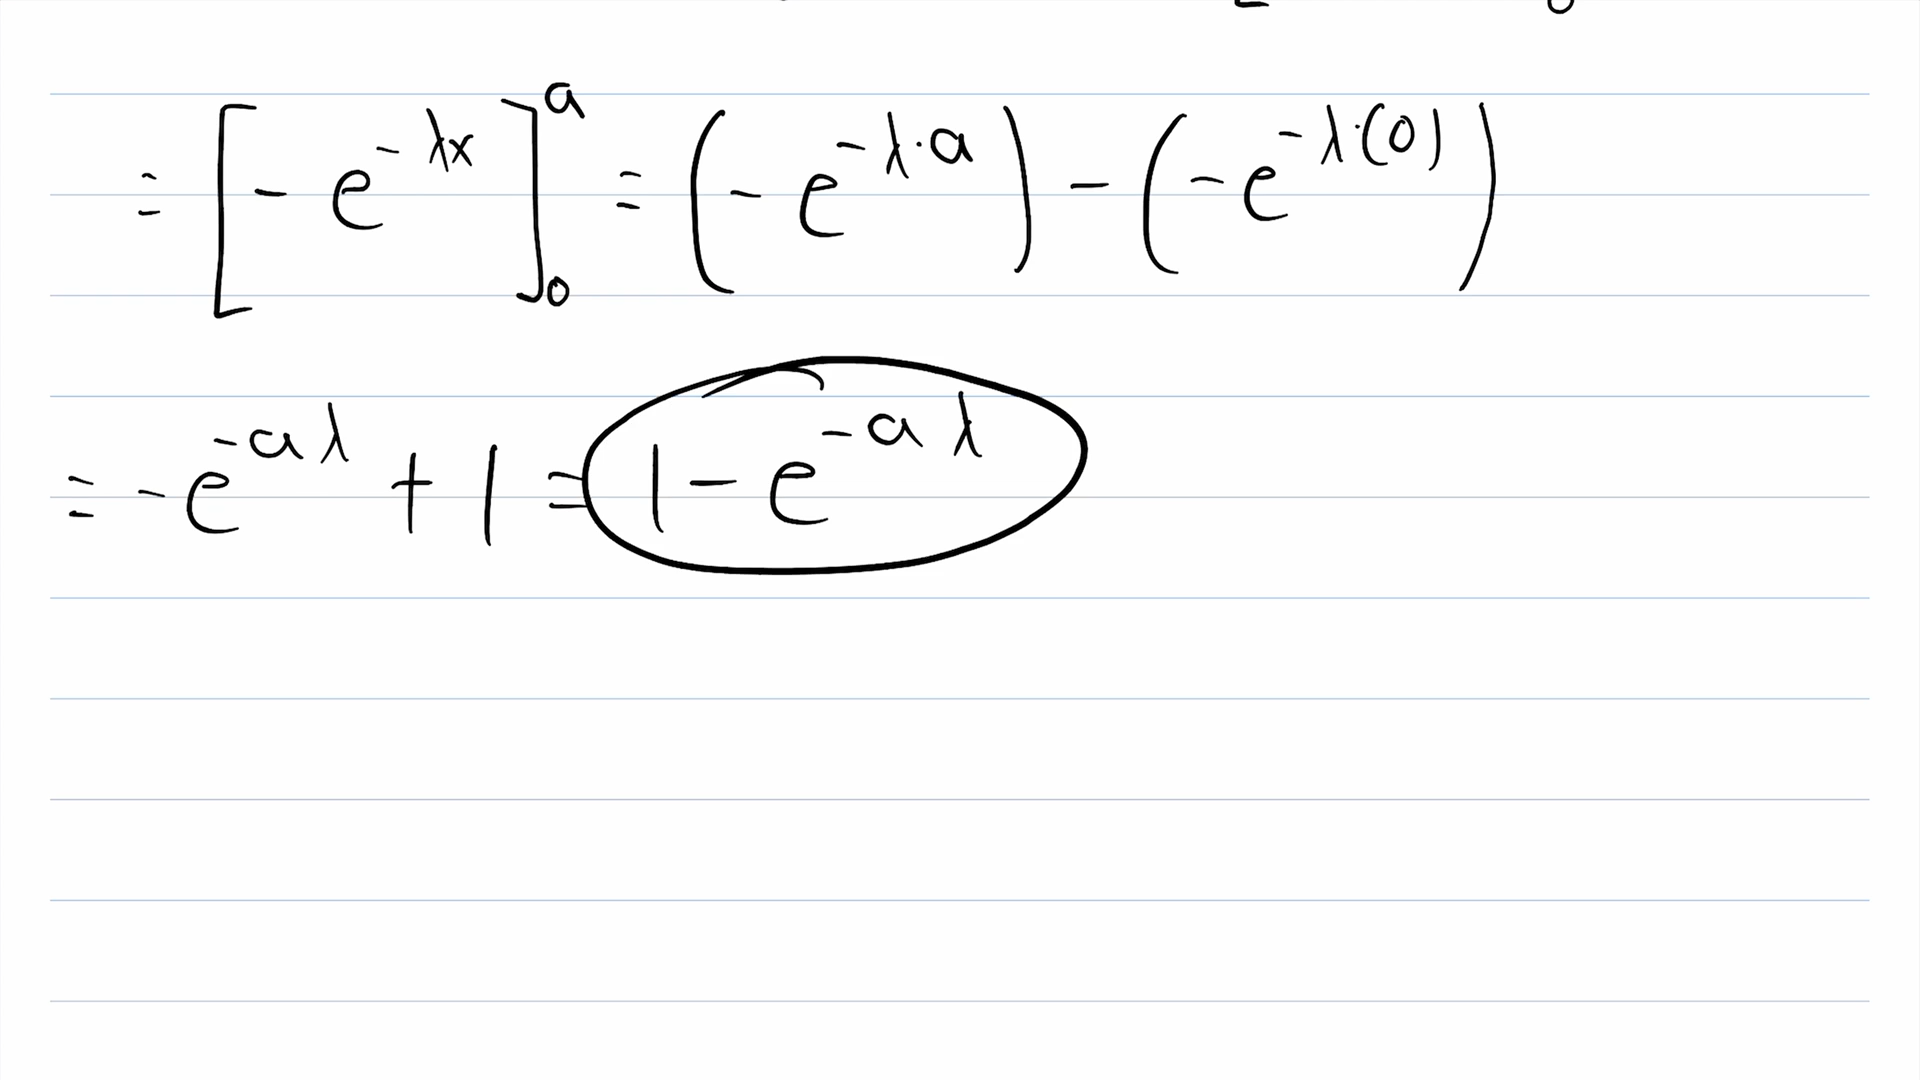 = [-e^{-λx}]_0^a = (-e^{-λ·a}) - (-e^{-λ·(0)})
= -e^{-aλ} + 1 = 1 - e^{-aλ}